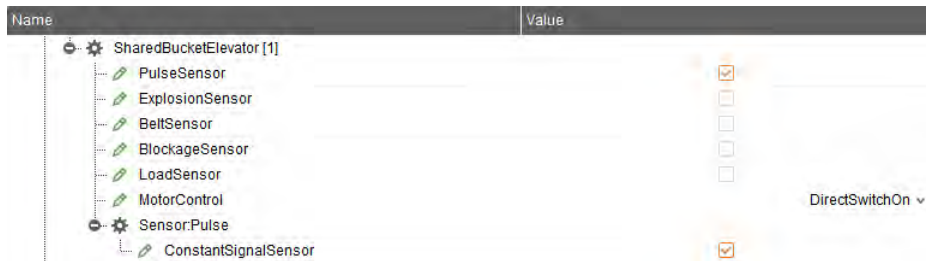 Name Value
SharedBucketElevator [1]
PulseSensor
ExplosionSensor
BeltSensor
BlockageSensor
LoadSensor
MotorControl DirectSwitchOn
Sensor:Pulse
ConstantSignalSensor